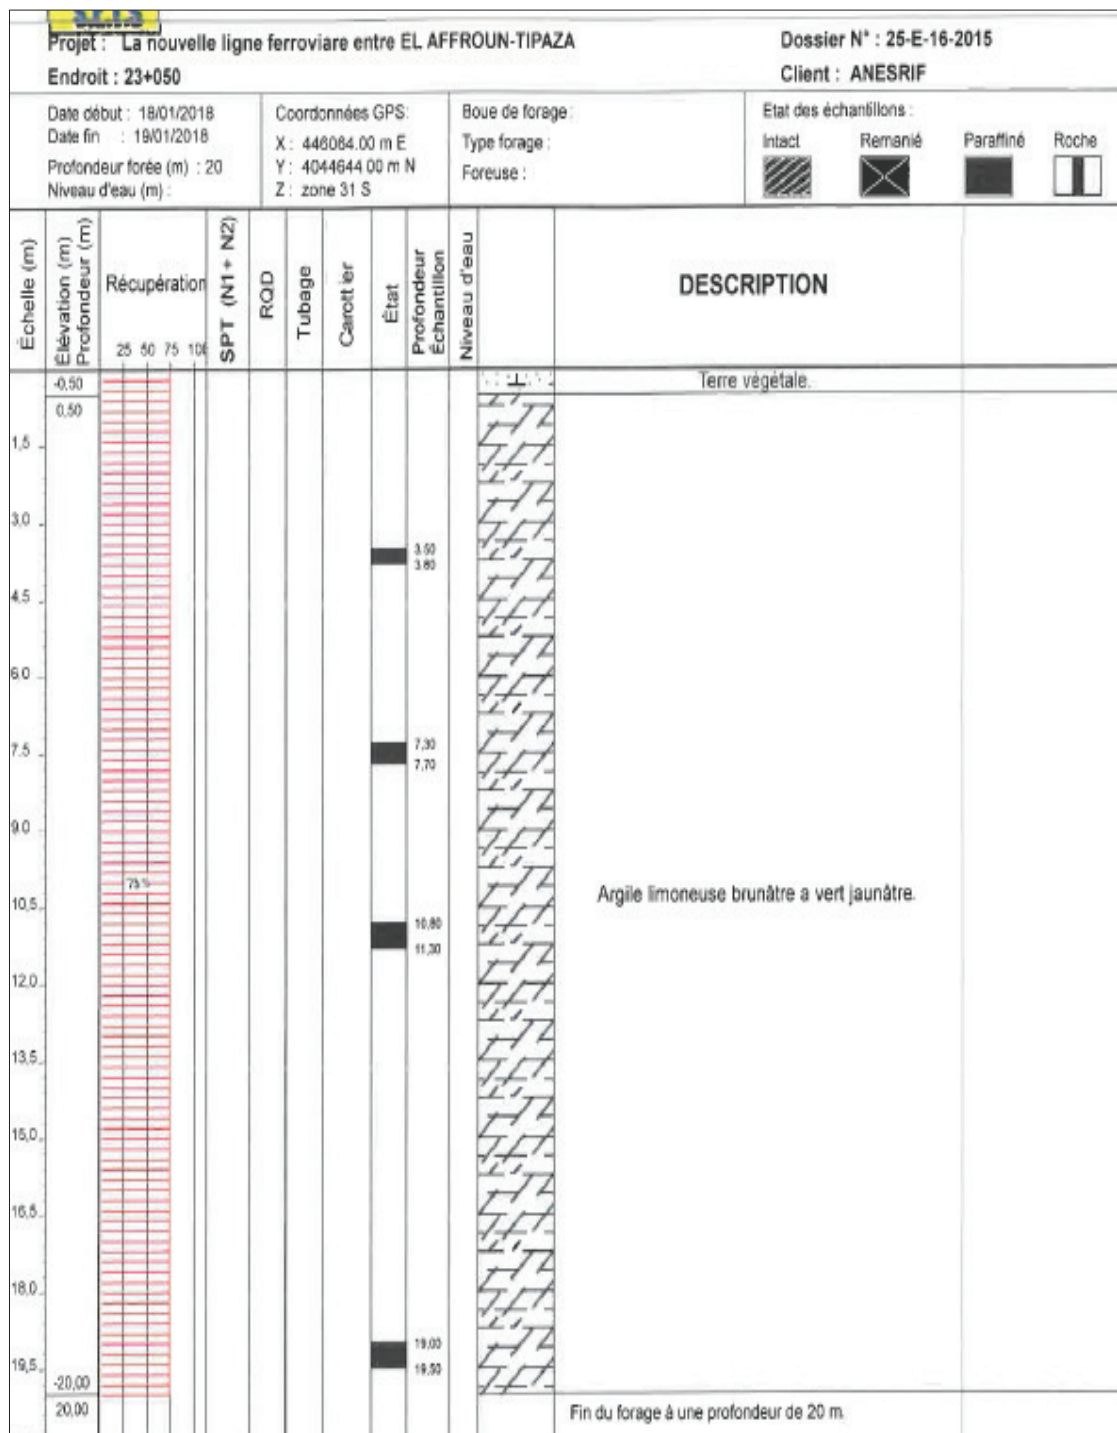 Projet : La nouvelle ligne ferroviare entre EL AFFROUN-TIPAZA
Endroit : 23+050
Dossier N° : 25-E-16-2015
Client : ANESRIF
Date début : 18/01/2018
Date fin : 19/01/2018
Profondeur forée (m) : 20
Niveau d'eau (m) :
Coordonnées GPS:
X : 446064.00 m E
Y : 4044644.00 m N
Z : zone 31 S
Boue de forage :
Type forage :
Foreuse :
Etat des échantillons :
Intact Remanié Paraffiné Roche
Échelle (m)
Élévation (m)
Profondeur (m)
Récupération
25 50 75
SPT (N1+ N2)
RQD
Tubage
Carottier
État
Profondeur
Échantillon
Niveau d'eau
DESCRIPTION
-0,50
0,50
Terre végétale.
1,5
3,0
3,60
4,5
6,0
7,30
7,5
7,70
9,0
75 %
Argile limoneuse brunâtre a vert jaunâtre.
10,5
10,80
11,30
12,0
13,5
15,0
16,5
18,0
19,00
19,5
19,50
-20,00
20,00
Fin du forage à une profondeur de 20 m.